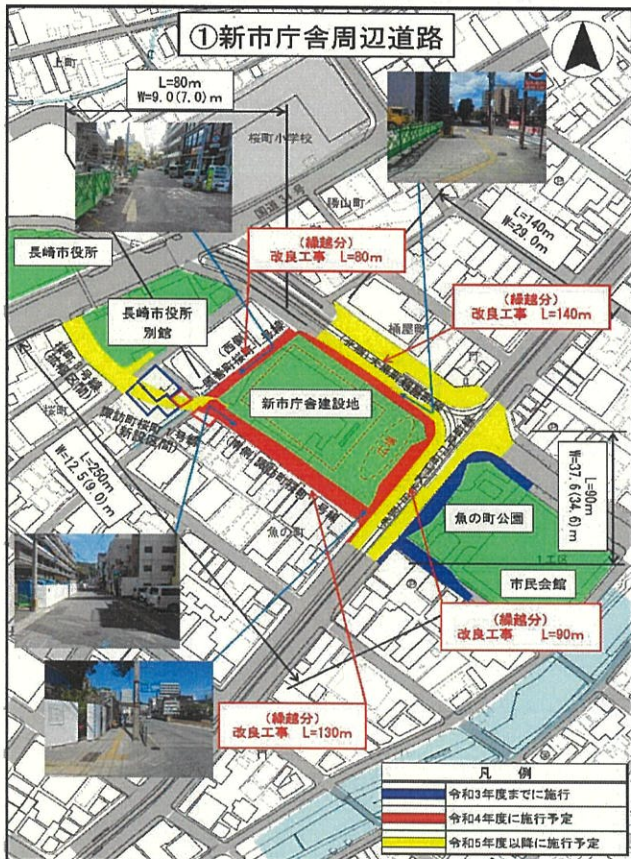 ①新市庁舎周辺道路
上町
L=80m
W=9.0(7.0)m
桜町小学校
国道34号
勝山町
L=140m
W=29.0m
長崎市役所
(繰越分)
改良工事 L=80m
長崎市役所
別館
(繰越分)
改良工事 L=140m
桶屋町
新市庁舎建設地
桜町
(新設区間)
L=250m
W=12.5(9.0)m
魚の町
L=90m
W=37.6(34.6)m
魚の町公園
1工区
市民会館
(繰越分)
改良工事 L=90m
(繰越分)
改良工事 L=130m
凡 例
令和3年度までに施行
令和4年度に施行予定
令和5年度以降に施行予定